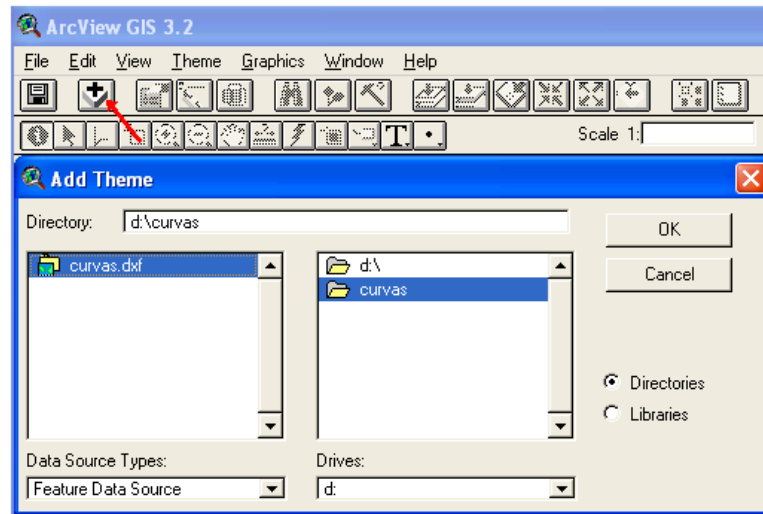 ArcView GIS 3.2
File Edit View Theme Graphics Window Help
T
Scale 1:
Add Theme
Directory: d:\curvas
OK
curvas.dxf
d:\
Cancel
curvas
Directories
Libraries
Data Source Types:
Drives:
Feature Data Source
d: